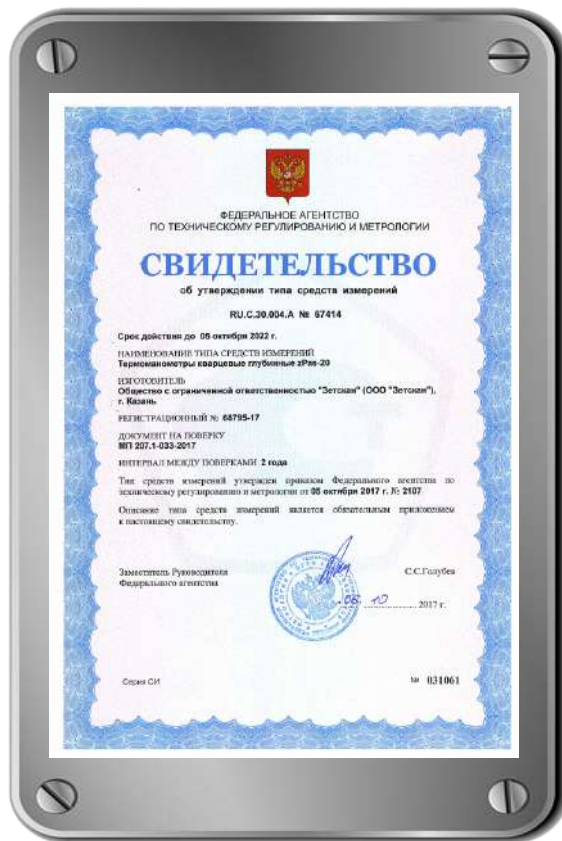 ФЕДЕРАЛЬНОЕ АГЕНТСТВО
ПО ТЕХНИЧЕСКОМУ РЕГУЛИРОВАНИЮ И МЕТРОЛОГИИ
СВИДЕТЕЛЬСТВО
об утверждении типа средств измерений
RU.C.30.004.A № 67414
Срок действия до 05 октября 2022 г.
НАИМЕНОВАНИЕ ТИПА СРЕДСТВ ИЗМЕРЕНИЙ
Термоманометры кварцевые глубинные zPas-20
ИЗГОТОВИТЕЛЬ
Общество с ограниченной ответственностью "Зетскан" (ООО "Зетскан"),
г. Казань
РЕГИСТРАЦИОННЫЙ № 68795-17
ДОКУМЕНТ НА ПОВЕРКУ
МП 207.1-033-2017
ИНТЕРВАЛ МЕЖДУ ПОВЕРКАМИ 2 года
Тип средств измерений утвержден приказом Федерального агентства по
техническому регулированию и метрологии от 05 октября 2017 г. № 2107
Описание типа средств измерений является обязательным приложением
к настоящему свидетельству.
Заместитель Руководителя
Федерального агентства
С.С.Голубев
06. 10 2017 г.
Серия СИ
№ 031061